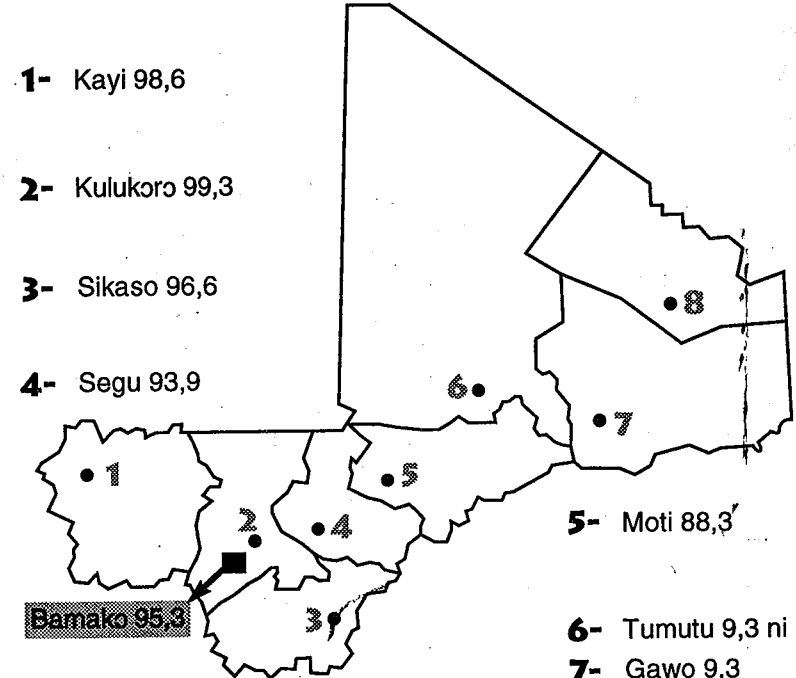 1- Kayi 98,6
2- Kulukɔrɔ 99,3
3- Sikaso 96,6
4- Segu 93,9
8
6
7
1
5
2
4
3
Bamakɔ 95,3
5- Moti 88,3
6- Tumutu 9,3 ni
7- Gawo 9,3